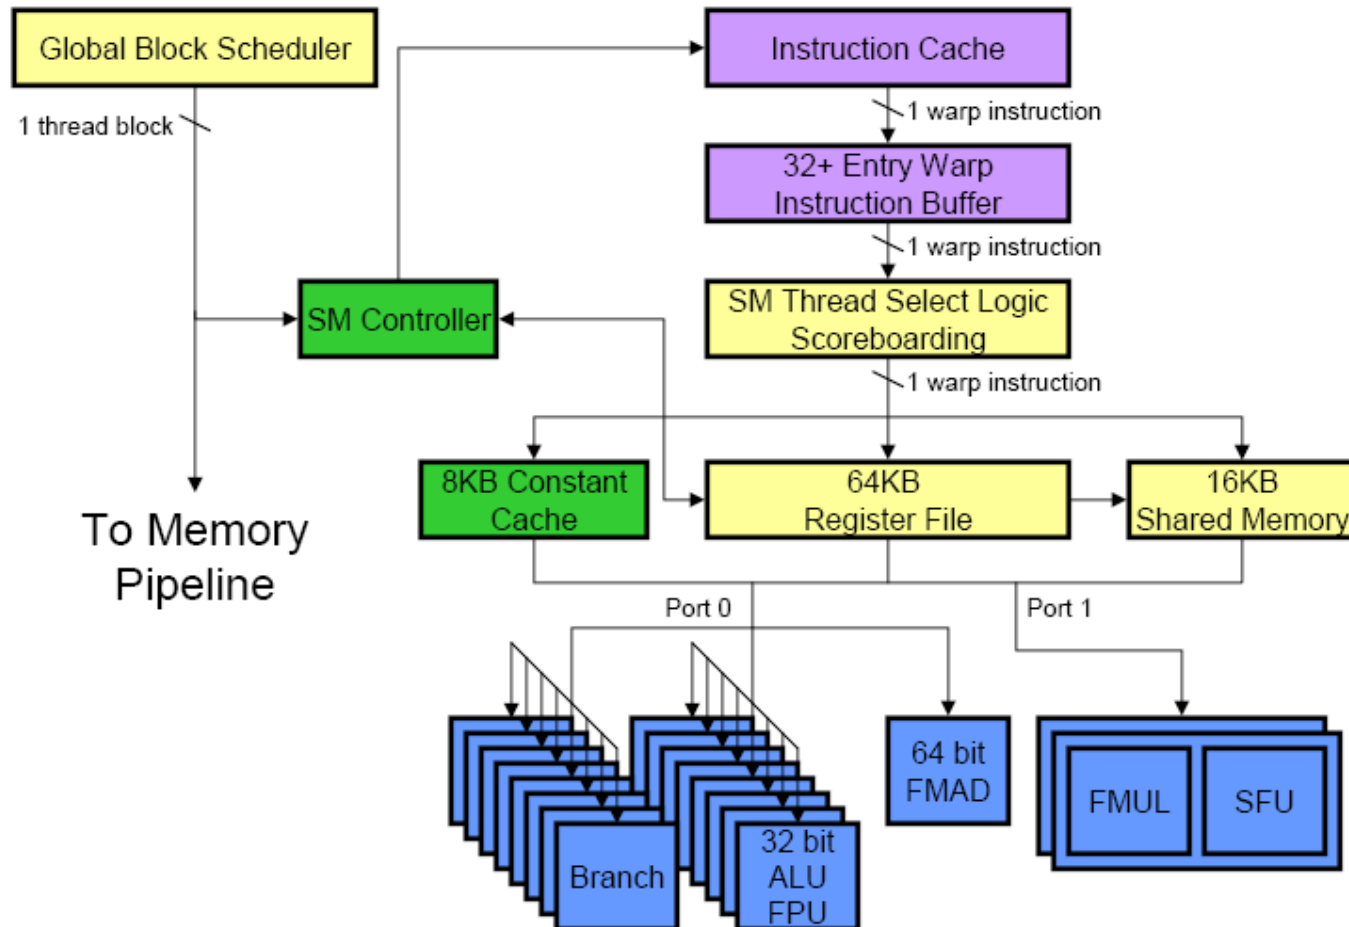 Global Block Scheduler
Instruction Cache
1 thread block
1 warp instruction
32+ Entry Warp
Instruction Buffer
1 warp instruction
SM Controller
SM Thread Select Logic
Scoreboarding
1 warp instruction
8KB Constant
Cache
64KB
Register File
16KB
Shared Memory
To Memory
Pipeline
Port 0
Port 1
Branch
32 bit
ALU
FPU
64 bit
FMAD
FMUL
SFU